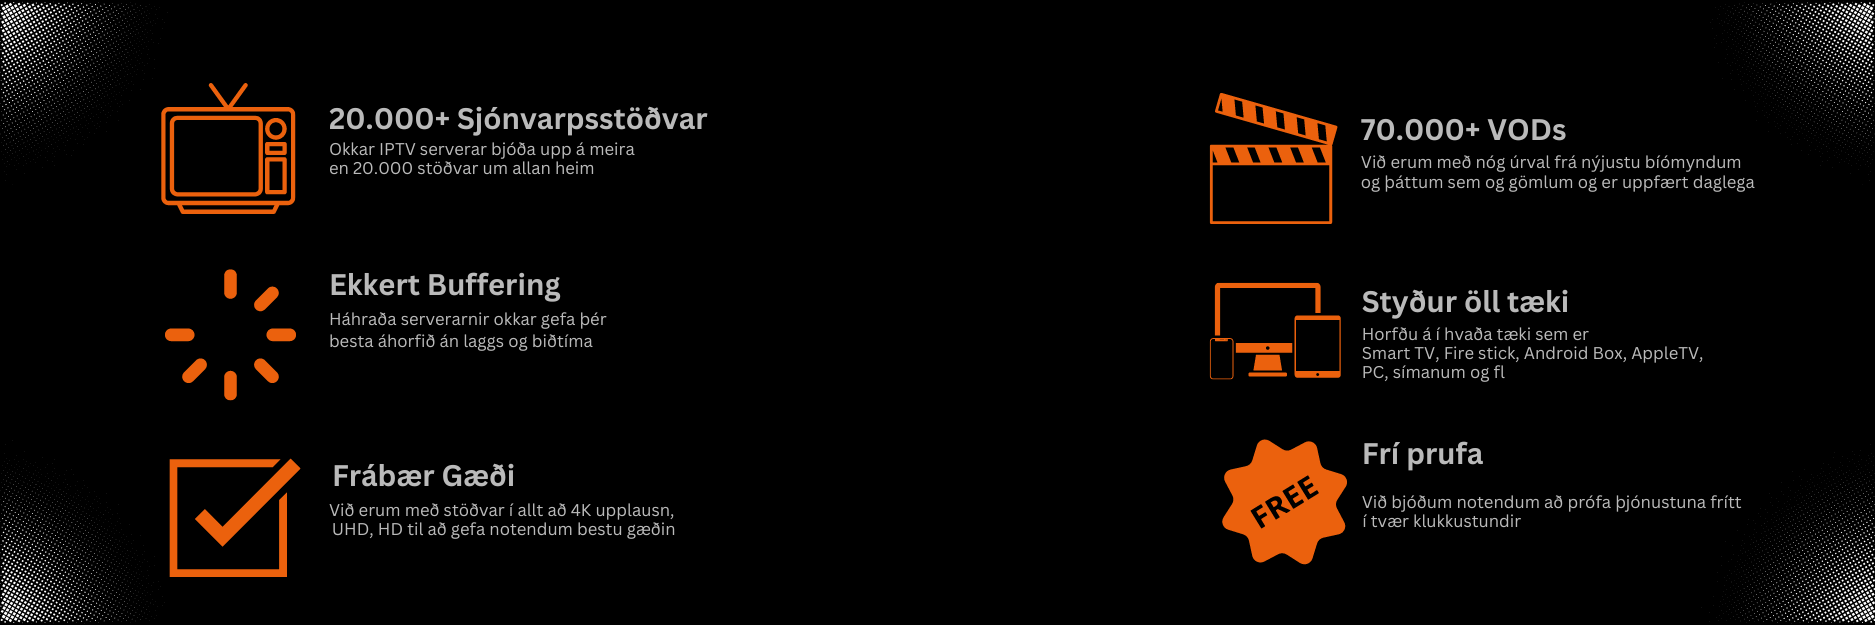 20.000+ Sjónvarpsstöðvar
Okkar IPTV serverar bjóða upp á meira
en 20.000 stöðvar um allan heim
Ekkert Buffering
Háhraða serverarnir okkar gefa þér
besta áhorfið án laggs og biðtíma
Frábær Gæði
Við erum með stöðvar í allt að 4K upplausn,
UHD, HD til að gefa notendum bestu gæðin
70.000+ VODs
Við erum með nóg úrval frá nýjustu bíómyndum
og þáttum sem og gömlum og er uppfært daglega
Styður öll tæki
Horfðu á í hvaða tæki sem er
Smart TV, Fire stick, Android Box, AppleTV,
PC, símanum og fl
FREE
Frí prufa
Við bjóðum notendum að prófa þjónustuna frítt
í tvær klukkustundir